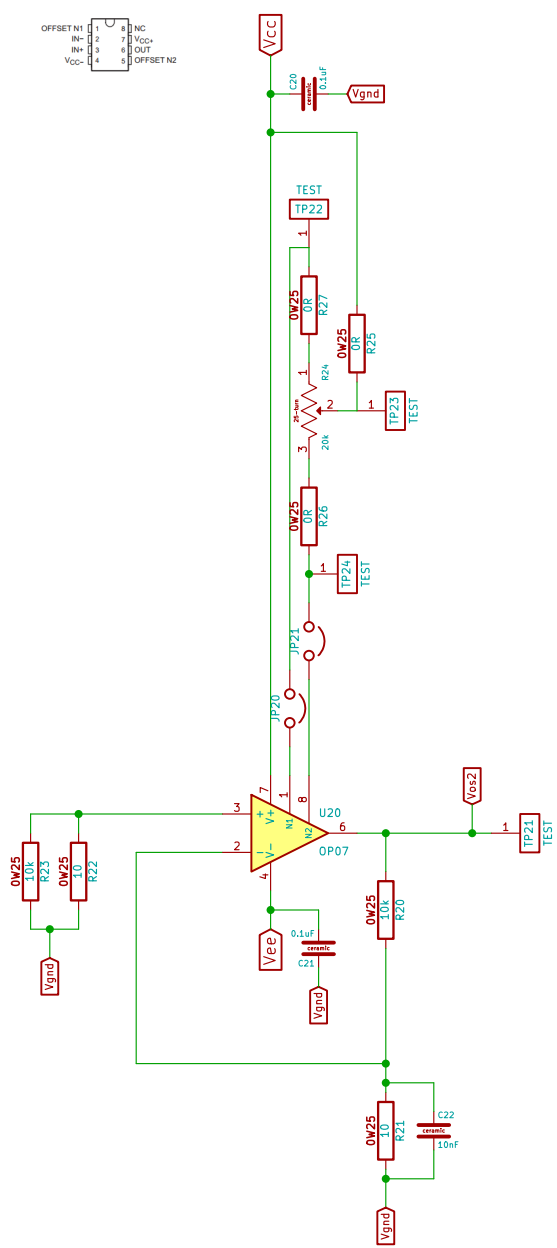 OFFSET N1 1 8 NC
IN− 2 7 VCC+
IN+ 3 6 OUT
VCC− 4 5 OFFSET N2
Vcc
C20
ceramic
0.1uF
Vgnd
TEST
TP22
1
0W25
0R
R27
0W25
0R
R25
1
R24
25-turn
2
3
20k
1
TP23
TEST
0W25
0R
R26
1
TP24
TEST
JP21
JP20
7
1
8
3
+
V+
N1
N2
U20
6
2
−
V−
OP07
4
Vos2
1
TP21
TEST
0W25
10k
R23
0W25
10
R22
Vgnd
Vee
0.1uF
ceramic
C21
Vgnd
0W25
10k
R20
0W25
10
R21
C22
ceramic
10nF
Vgnd